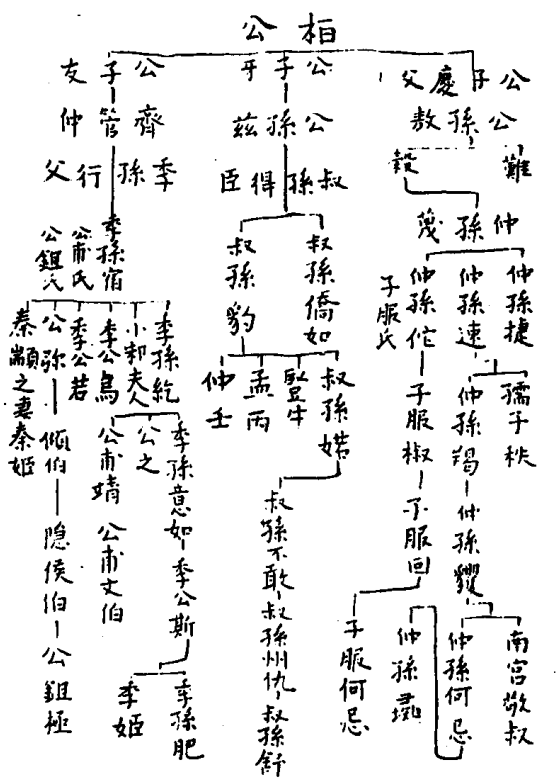 桓公
公子慶父
公子牙
公子友
公孫敖
公孫茲
齊管仲
難
穀
叔孫得臣
季孫行父
仲孫蔑
仲孫捷
仲孫速
仲孫佗
子服氏
叔孫僑如
叔孫豹
季孫宿
公甫氏
公鉏氏
孺子秩
仲孫羯
仲孫貜
子服椒
子服回
叔孫婼
豎牛
孟丙
仲壬
季孫紇
小邾夫人
季公鳥
季公若
公弥
秦顓之妻秦姬
季孫意如
公之
公甫靖
公甫文伯
傾伯
隐侯伯
公鉏極
叔孫不敢
叔孫州仇
叔孫舒
季公斯
季孫肥
季姬
南宮敬叔
仲孫何忌
仲孫彘
子服何忌